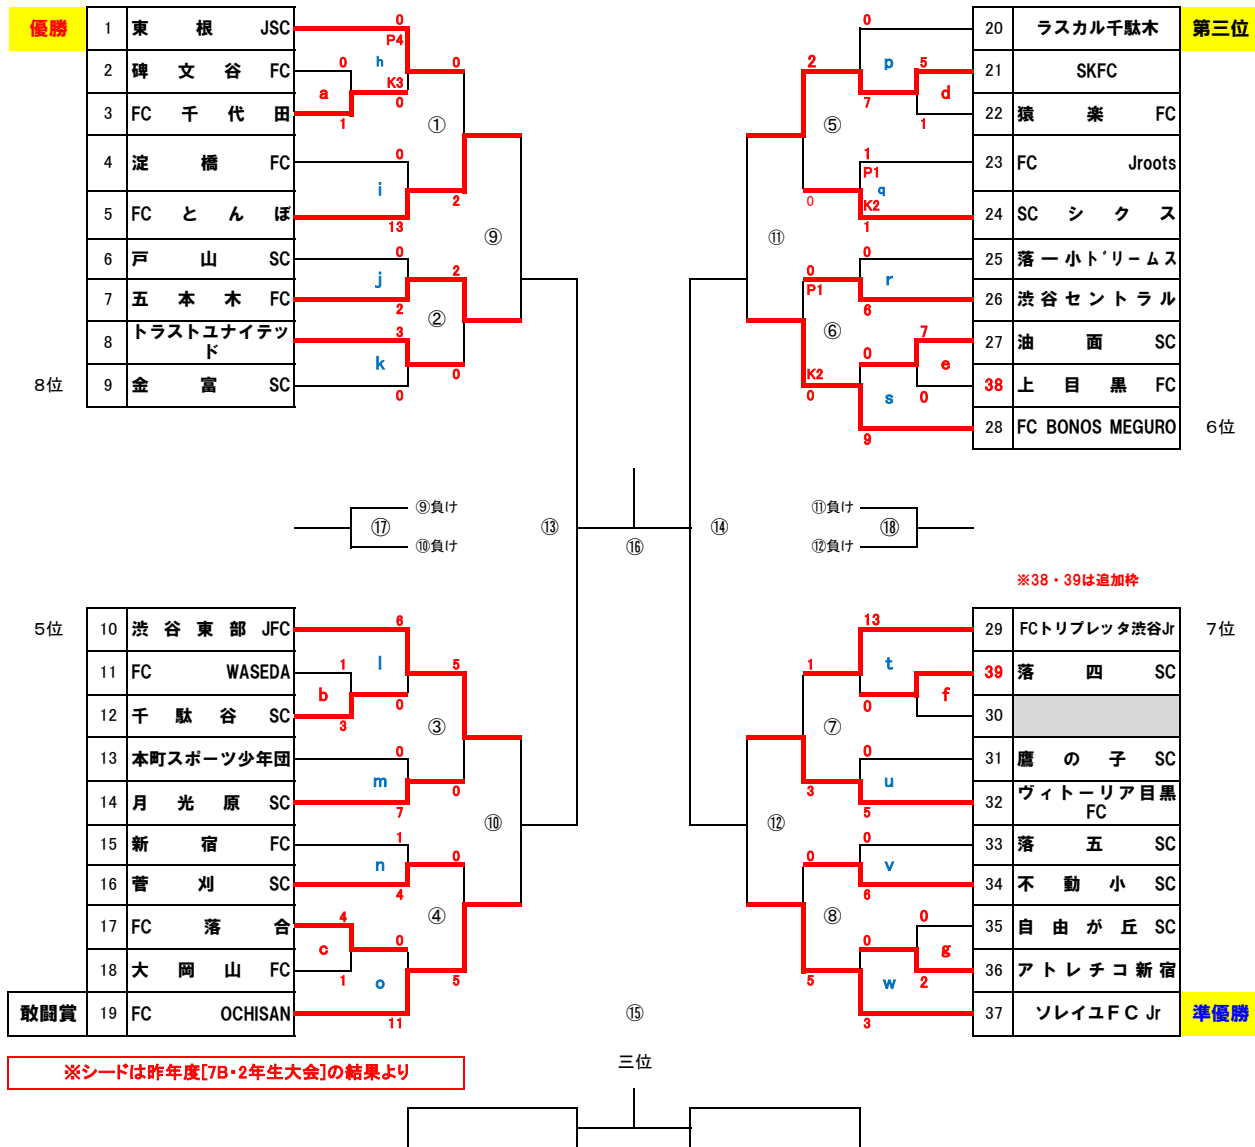 優勝 1 東根 JSC
2 碑文谷 FC
3 FC 千代田
4 淀橋 FC
5 FC とんぼ
6 戸山 SC
7 五本木 FC
8 トラストユナイテッド
8位 9 金富 SC
0
P4
h
0
a
K3
0
1
0
①
0
i
13
2
⑨
0
j
2
2
②
3
k
0
0
20 ラスカル千駄木 第三位
21 SKFC
22 猿楽 FC
23 FC Jroots
24 SC シクス
25 落一小ドリームス
26 渋谷セントラル
27 油面 SC
38 上目黒 FC
28 FC BONOS MEGURO 6位
0
p
5
2
7
d
1
⑤
1
P1
q
K2
1
0
⑪
0
r
6
0
P1
⑥
7
0
e
0
K2
0
s
9
⑨負け
⑰
⑩負け
⑬
⑯
⑭
⑪負け
⑱
⑫負け
※38・39は追加枠
5位 10 渋谷東部 JFC
11 FC WASEDA
12 千駄谷 SC
13 本町スポーツ少年団
14 月光原 SC
15 新宿 FC
16 菅刈 SC
17 FC 落合
18 大岡山 FC
敢闘賞 19 FC OCHISAN
6
l
1
b
0
3
5
③
0
m
7
0
⑩
1
n
4
0
④
4
c
0
1
o
11
5
29 FCトリプレッタ渋谷Jr 7位
39 落四 SC
30
31 鷹の子 SC
32 ヴィトーリア目黒FC
33 落五 SC
34 不動小 SC
35 自由が丘 SC
36 アトレチコ新宿
37 ソレイユFC Jr 準優勝
13
t
1
f
0
⑦
0
u
5
3
⑫
0
v
6
0
⑧
0
g
0
2
w
3
5
※シードは昨年度[7B・2年生大会]の結果より
⑮
三位